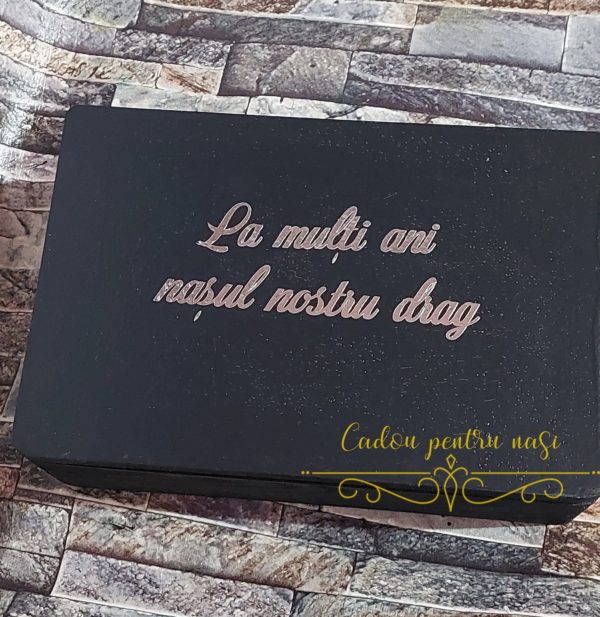 La mulți ani
nașul nostru drag
Cadou pentru nași